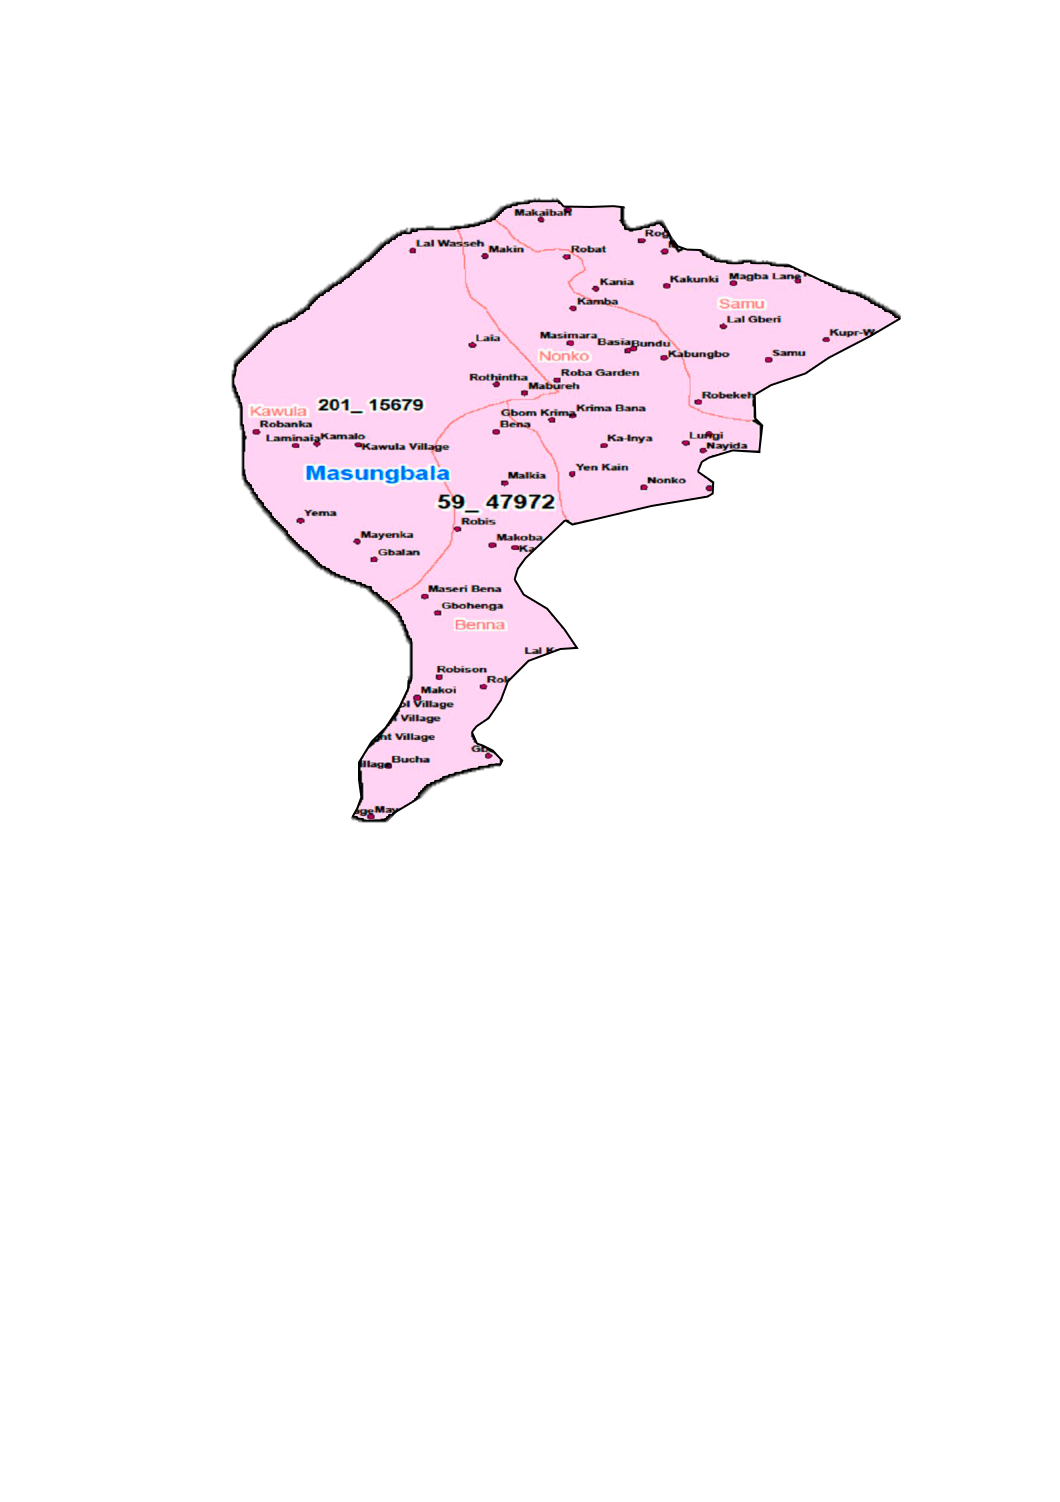 Makaibah
Rog
Lal Wasseh
Makin
Robat
Kania
Kakunki
Magba Lane
Kamba
Samu
Lal Gberi
Kupr-W
Masimara
Basia
Bundu
Laia
Nonko
Kabungbo
Samu
Roba Garden
Rothintha
Mabureh
Robekeh
201_ 15679
Kawula
Gbom Krima
Krima Bana
Robanka
Bena
Laminaia
Kamalo
Kawula Village
Ka-Inya
Lungi
Nayida
Masungbala
Malkia
Yen Kain
Nonko
59_ 47972
Yema
Robis
Mayenka
Makoba
Ka
Gbalan
Maseri Bena
Gbohenga
Benna
Lal K
Robison
Rol
Makoi
ol Village
l Village
ht Village
Gb
Bucha
illage
ge
May